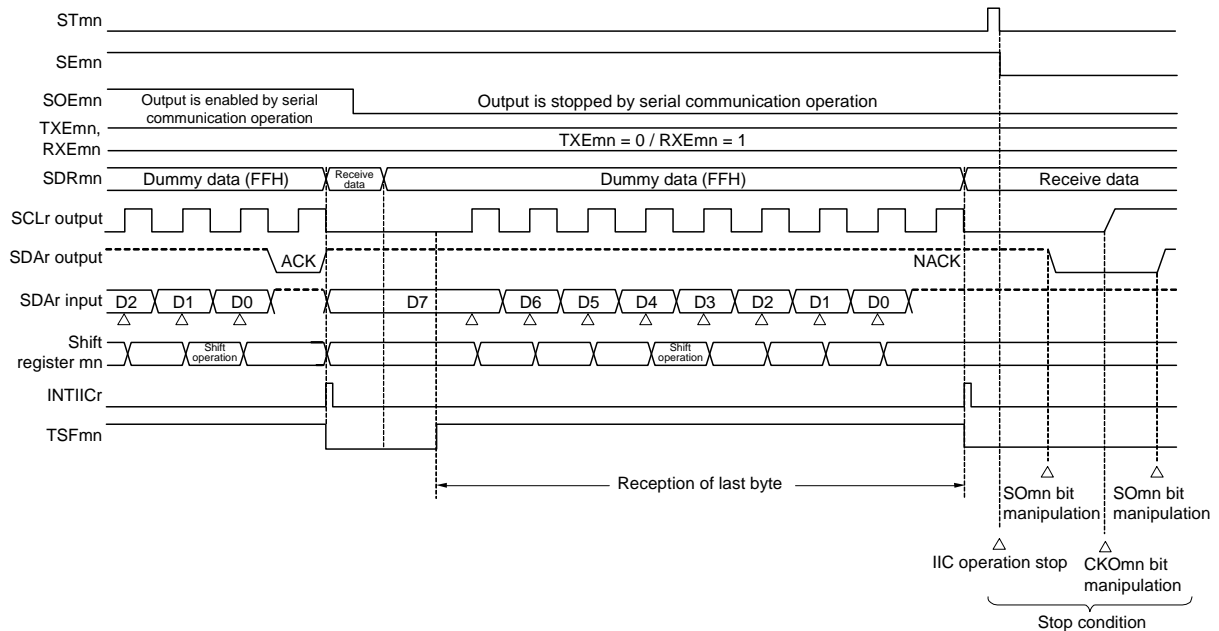 STmn
SEmn
SOEmn
Output is enabled by serial
communication operation
Output is stopped by serial communication operation
TXEmn,
RXEmn
TXEmn = 0 / RXEmn = 1
SDRmn
Dummy data (FFH)
Receive
data
Dummy data (FFH)
Receive data
SCLr output
SDAr output
ACK
NACK
SDAr input
D2 D1 D0 D7 D6 D5 D4 D3 D2 D1 D0
Shift
register mn
Shift
operation
Shift
operation
INTIICr
TSFmn
Reception of last byte
SOmn bit
manipulation
SOmn bit
manipulation
IIC operation stop
CKOmn bit
manipulation
Stop condition